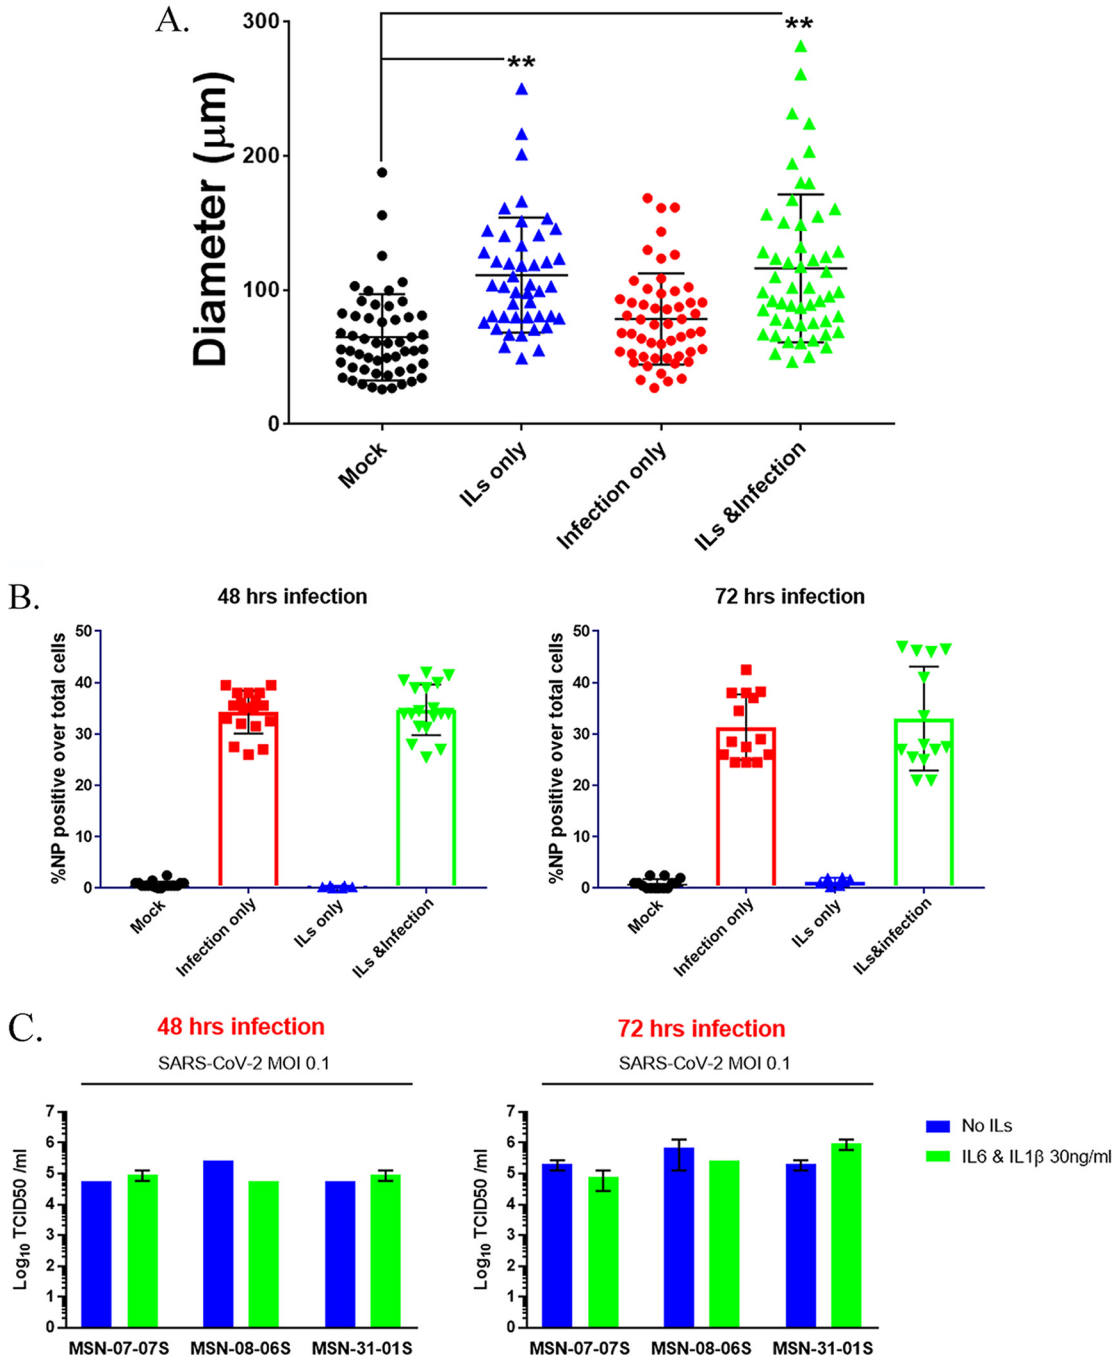 A.
Diameter (μm)
300
200
100
0
**
**
Mock
ILs only
Infection only
ILs &Infection
B.
48 hrs infection
%NP positive over total cells
50
40
30
20
10
0
Mock
Infection only
ILs only
ILs &Infection
72 hrs infection
%NP positive over total cells
50
40
30
20
10
0
Mock
Infection only
ILs only
ILs&infection
C.
48 hrs infection
SARS-CoV-2 MOI 0.1
Log10 TCID50 /ml
7
6
5
4
3
2
1
0
MSN-07-07S MSN-08-06S MSN-31-01S
72 hrs infection
SARS-CoV-2 MOI 0.1
Log10 TCID50 /ml
7
6
5
4
3
2
1
0
MSN-07-07S MSN-08-06S MSN-31-01S
No ILs
IL6 & IL1β 30ng/ml